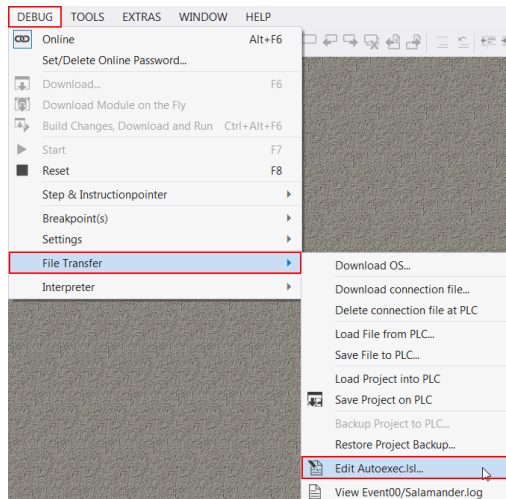 DEBUG TOOLS EXTRAS WINDOW HELP
Online Alt+F6
Set/Delete Online Password...
Download... F6
Download Module on the Fly
Build Changes, Download and Run Ctrl+Alt+F6
Start F7
Reset F8
Step & Instructionpointer
Breakpoint(s)
Settings
File Transfer
Interpreter
Download OS...
Download connection file...
Delete connection file at PLC
Load File from PLC...
Save File to PLC...
Load Project into PLC
Save Project on PLC
Backup Project to PLC...
Restore Project Backup...
Edit Autoexec.lsl...
View Event00/Salamander.log